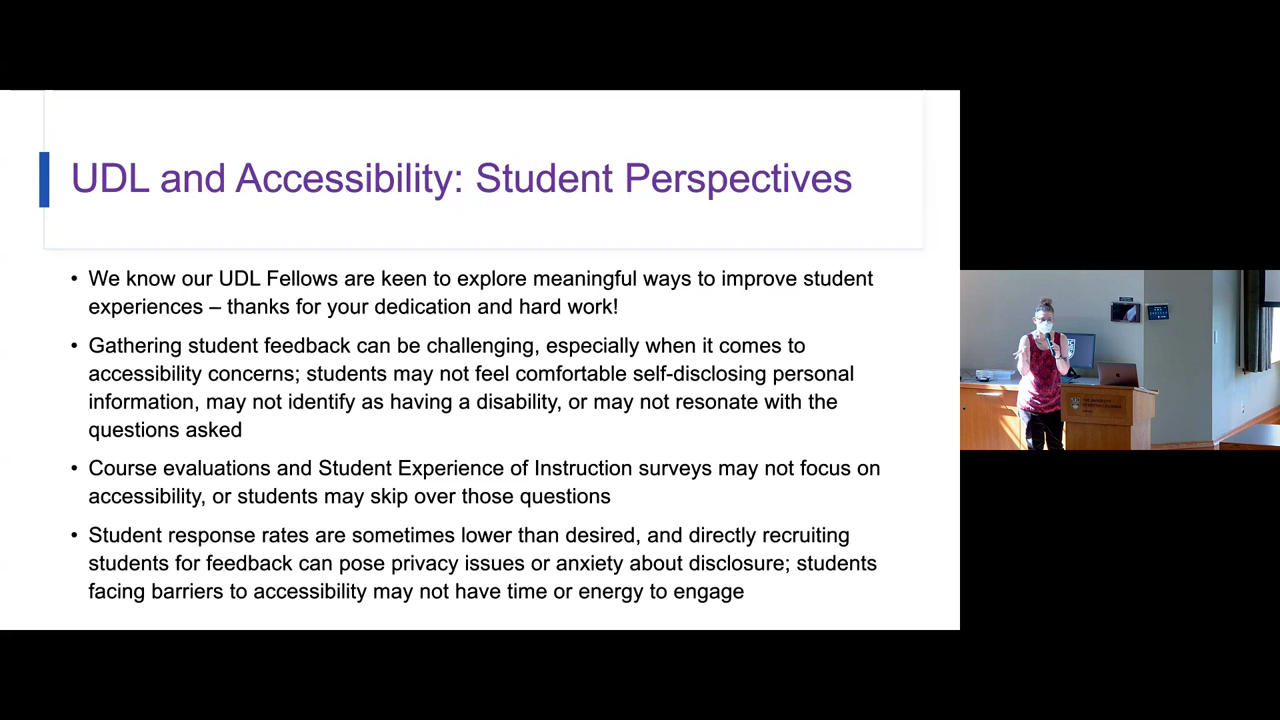 UDL and Accessibility: Student Perspectives
• We know our UDL Fellows are keen to explore meaningful ways to improve student
experiences – thanks for your dedication and hard work!
• Gathering student feedback can be challenging, especially when it comes to
accessibility concerns; students may not feel comfortable self-disclosing personal
information, may not identify as having a disability, or may not resonate with the
questions asked
• Course evaluations and Student Experience of Instruction surveys may not focus on
accessibility, or students may skip over those questions
• Student response rates are sometimes lower than desired, and directly recruiting
students for feedback can pose privacy issues or anxiety about disclosure; students
facing barriers to accessibility may not have time or energy to engage
UBC
THE UNIVERSITY
OF BRITISH COLUMBIA